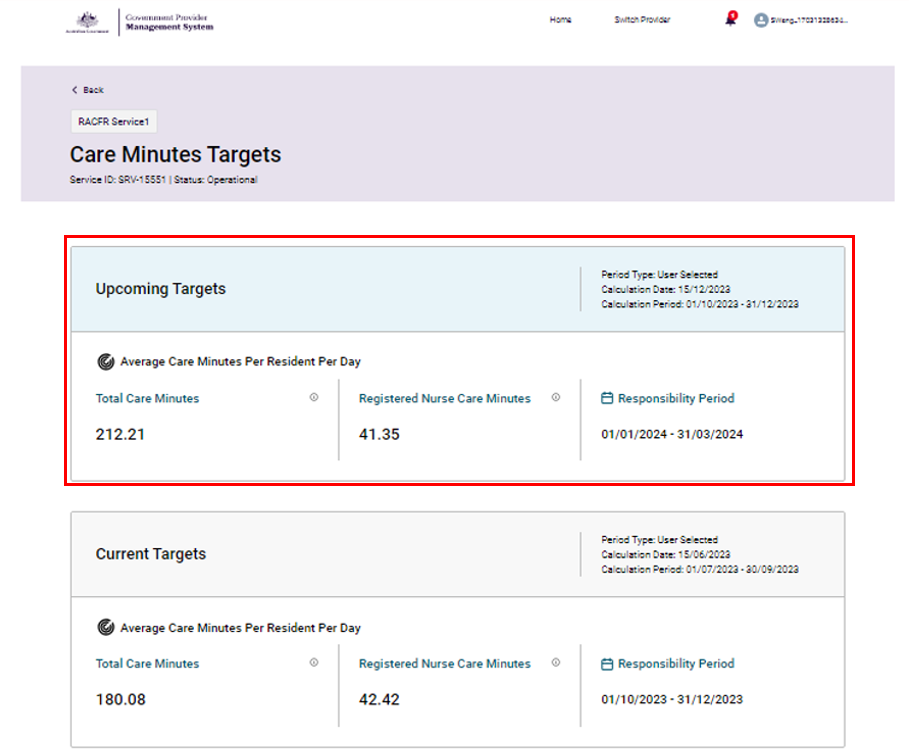 Government Provider
Management System
Australian Government
Home
Switch Provider
Back
RACFR Service1
Care Minutes Targets
Service ID: SRV-15551 | Status: Operational
Upcoming Targets
Period Type: User Selected
Calculation Date: 15/12/2023
Calculation Period: 01/10/2023 - 31/12/2023
Average Care Minutes Per Resident Per Day
Total Care Minutes
212.21
Registered Nurse Care Minutes
41.35
Responsibility Period
01/01/2024 - 31/03/2024
Current Targets
Period Type: User Selected
Calculation Date: 15/06/2023
Calculation Period: 01/07/2023 - 30/09/2023
Average Care Minutes Per Resident Per Day
Total Care Minutes
180.08
Registered Nurse Care Minutes
42.42
Responsibility Period
01/10/2023 - 31/12/2023